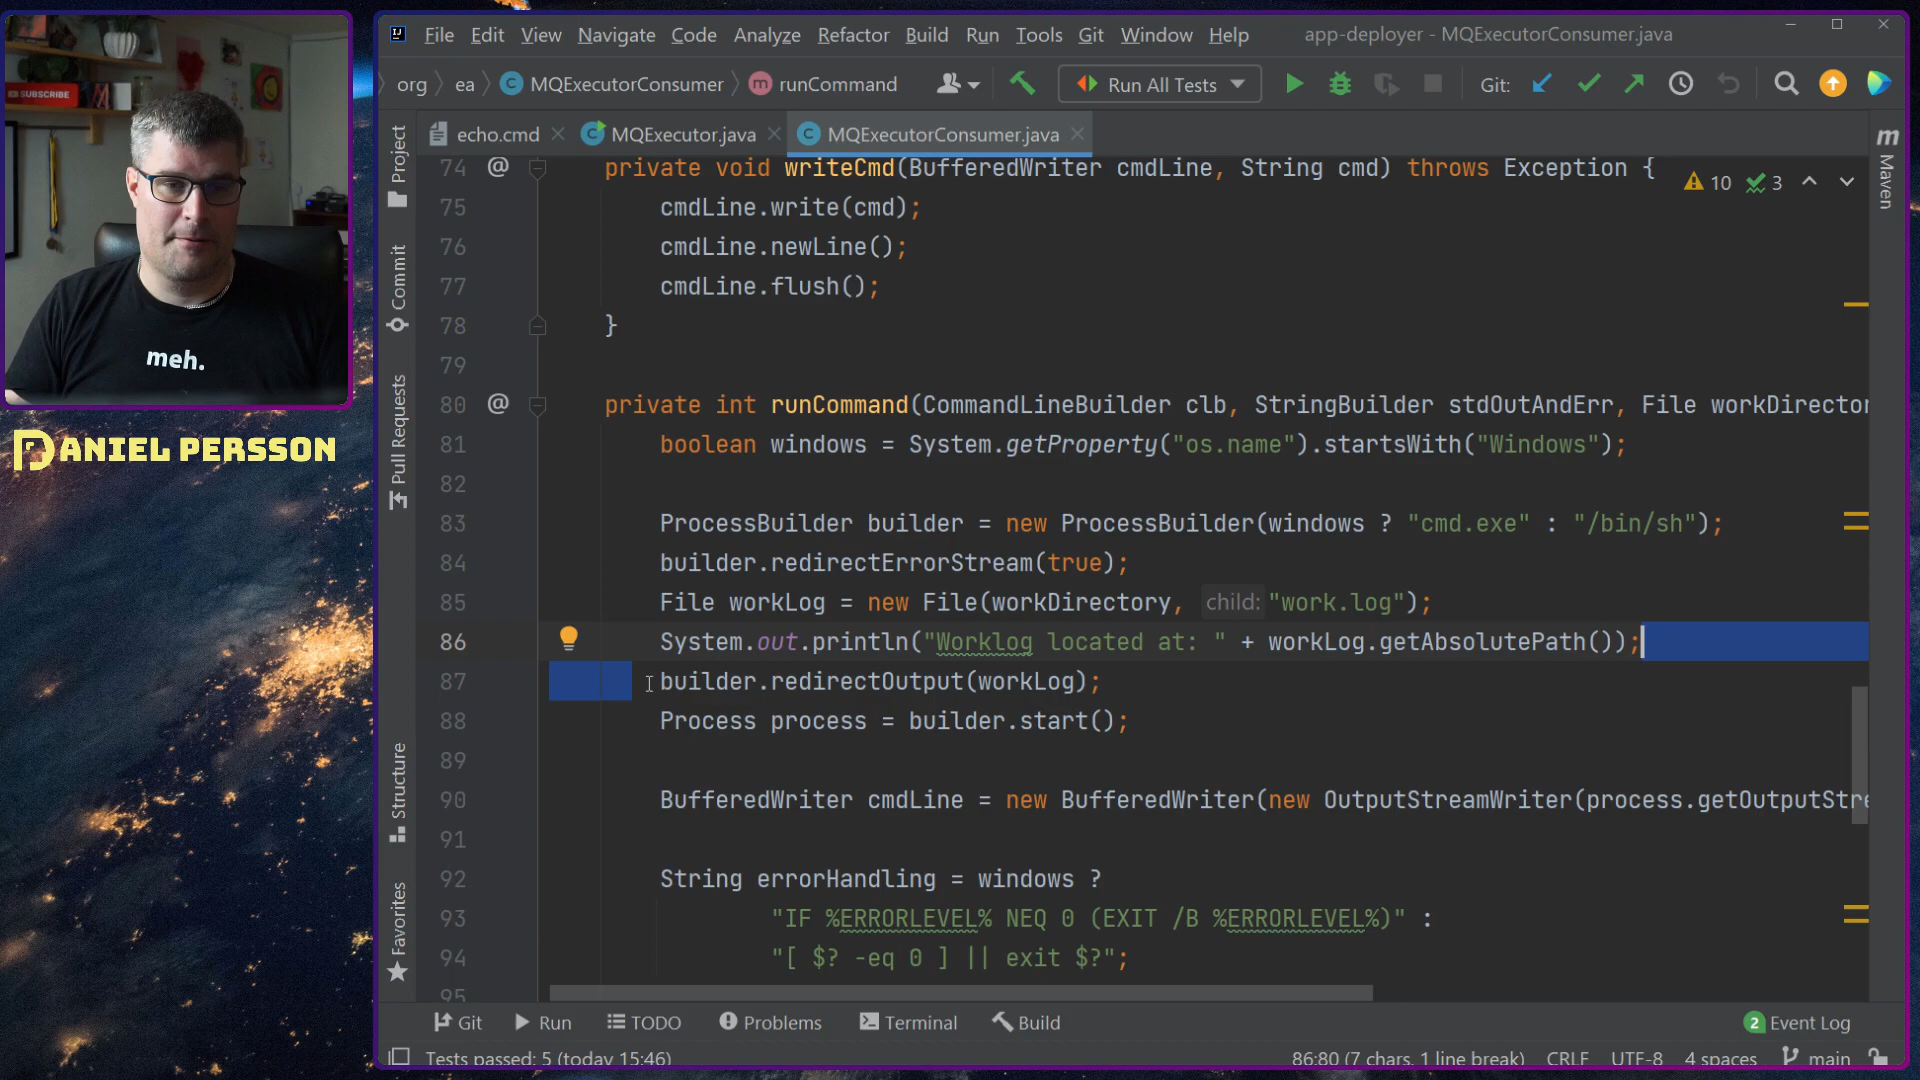 File Edit View Navigate Code Analyze Refactor Build Run Tools Git Window Help app-deployer - MQExecutorConsumer.java
org ea MQExecutorConsumer runCommand Run All Tests Git:
echo.cmd MQExecutor.java MQExecutorConsumer.java
10 3
74 @ private void writeCmd(BufferedWriter cmdLine, String cmd) throws Exception {
75 cmdLine.write(cmd);
76 cmdLine.newLine();
77 cmdLine.flush();
78 }
79
80 @ private int runCommand(CommandLineBuilder clb, StringBuilder stdOutAndErr, File workDirector
81 boolean windows = System.getProperty("os.name").startsWith("Windows");
82
83 ProcessBuilder builder = new ProcessBuilder(windows ? "cmd.exe" : "/bin/sh");
84 builder.redirectErrorStream(true);
85 File workLog = new File(workDirectory, child: "work.log");
86 System.out.println("Worklog located at: " + workLog.getAbsolutePath());
87 builder.redirectOutput(workLog);
88 Process process = builder.start();
89
90 BufferedWriter cmdLine = new BufferedWriter(new OutputStreamWriter(process.getOutputStre
91
92 String errorHandling = windows ?
93 "IF %ERRORLEVEL% NEQ 0 (EXIT /B %ERRORLEVEL%)" :
94 "[ $? -eq 0 ] || exit $?";
95
Project
Commit
Pull Requests
Structure
Favorites
Maven
Git Run TODO Problems Terminal Build 2 Event Log
Tests passed: 5 (today 15:46) 86:80 (7 chars, 1 line break) CRLF UTF-8 4 spaces main
SUBSCRIBE
meh.
DANIEL PERSSON